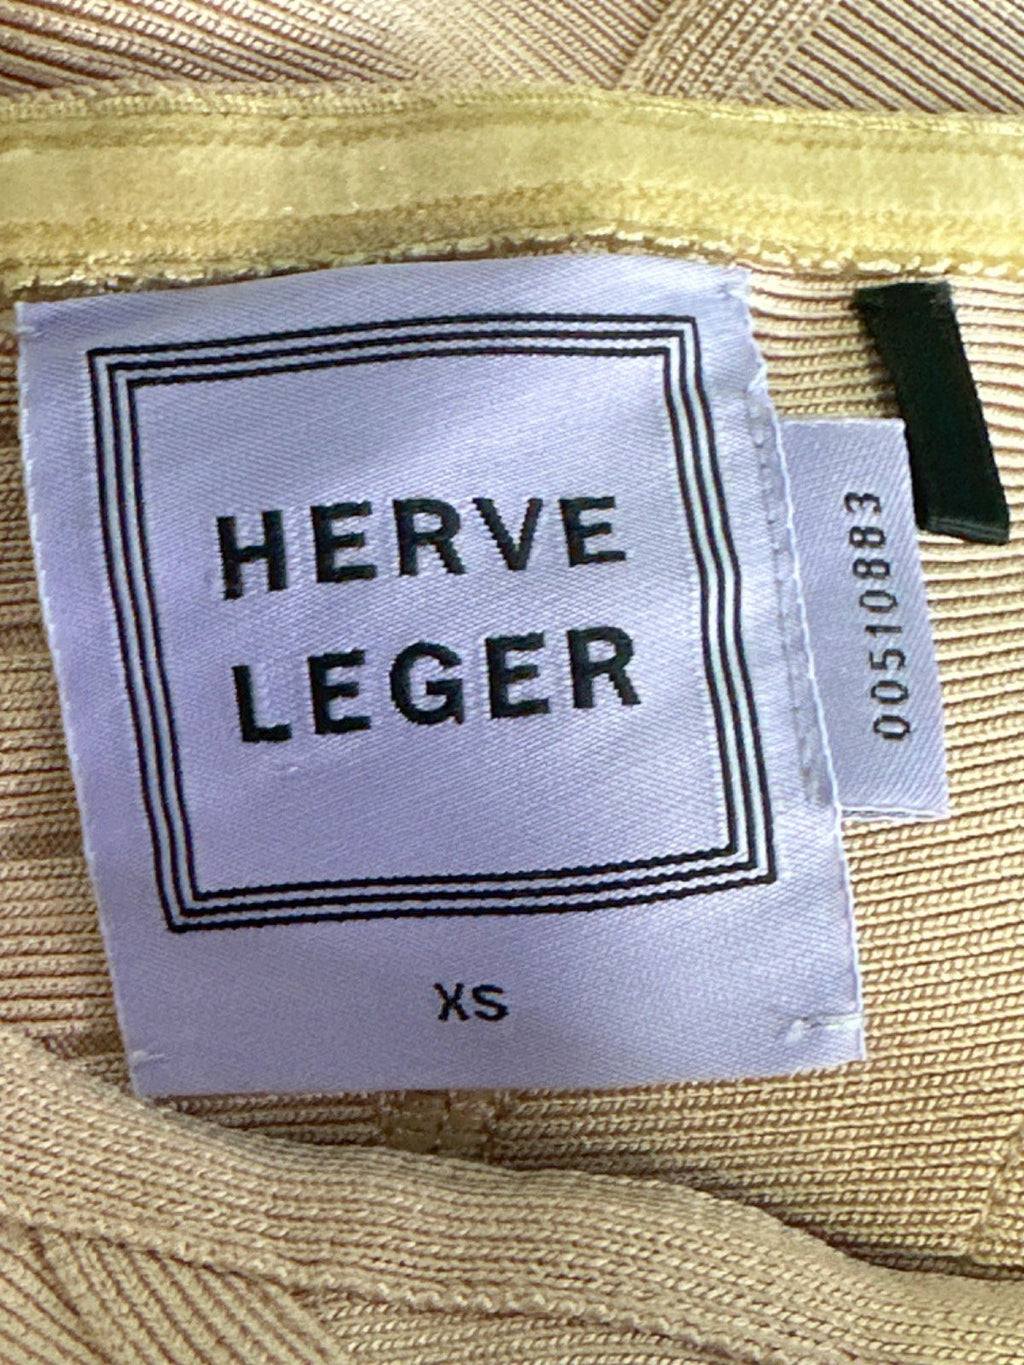 HERVE
LEGER
XS
00510883